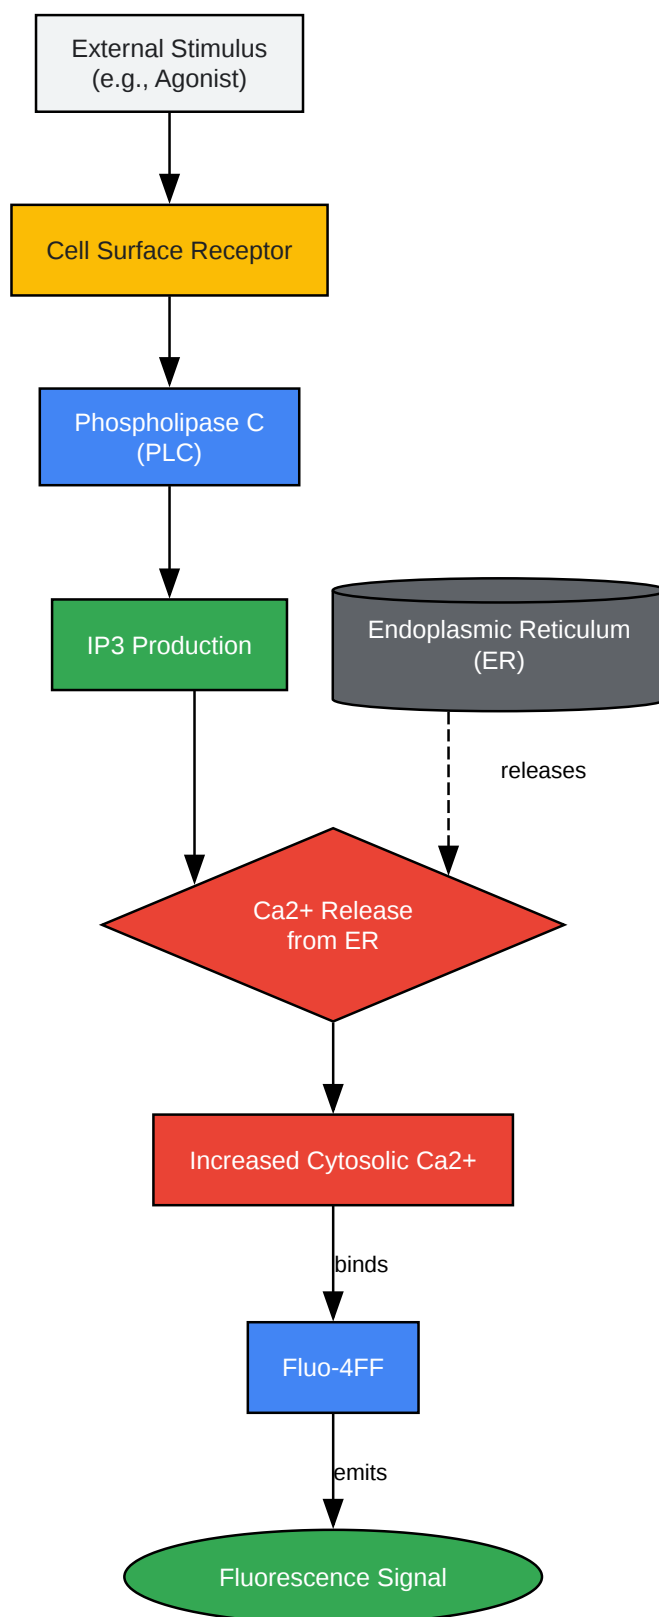 External Stimulus
(e.g., Agonist)
Cell Surface Receptor
Phospholipase C
(PLC)
IP3 Production
Endoplasmic Reticulum
(ER)
releases
Ca2+ Release
from ER
Increased Cytosolic Ca2+
binds
Fluo-4FF
emits
Fluorescence Signal